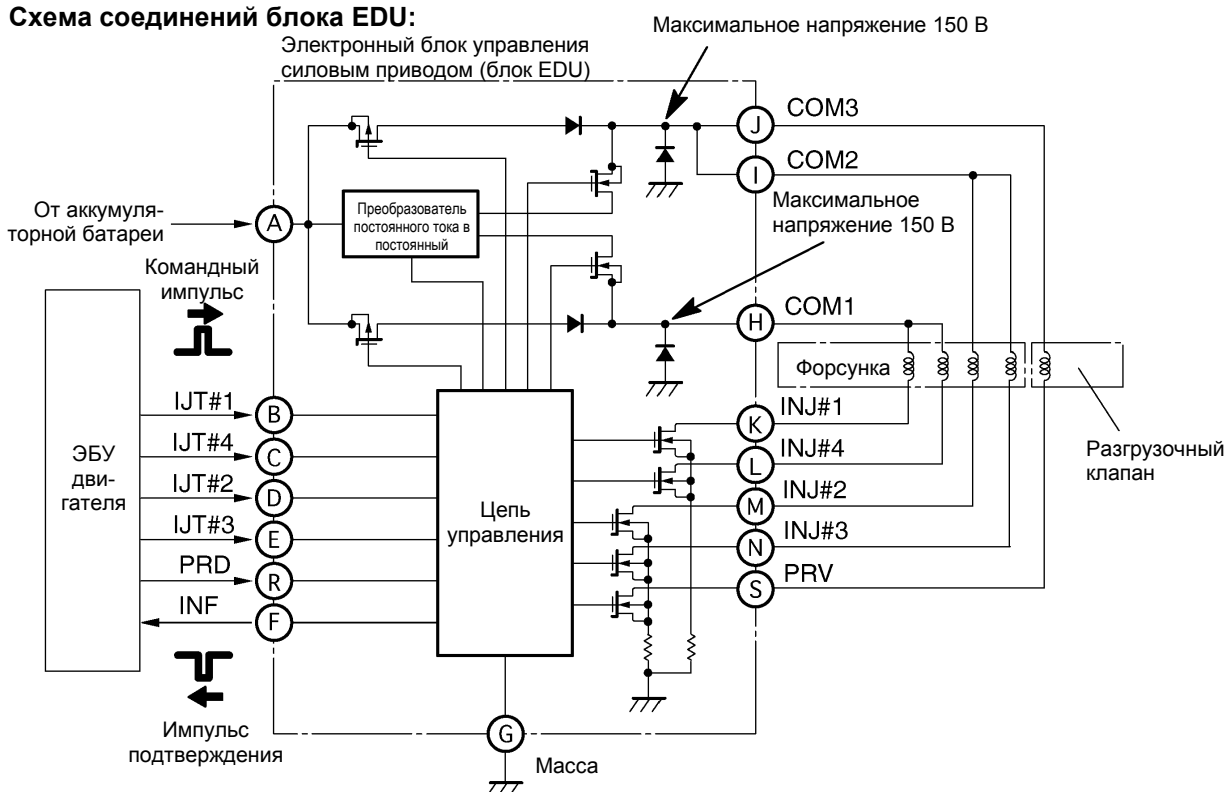 Схема соединений блока EDU:
Электронный блок управления
силовым приводом (блок EDU)
Максимальное напряжение 150 В
J
COM3
I
COM2
Максимальное
напряжение 150 В
От аккумуля-
торной батареи
A
Преобразователь
постоянного тока в
постоянный
Командный
импульс
H
COM1
Форсунка
Разгрузочный
клапан
ЭБУ
дви-
гателя
IJT#1
B
IJT#4
C
IJT#2
D
IJT#3
E
PRD
R
INF
F
Цепь
управления
K
INJ#1
L
INJ#4
M
INJ#2
N
INJ#3
S
PRV
Импульс
подтверждения
G
Масса